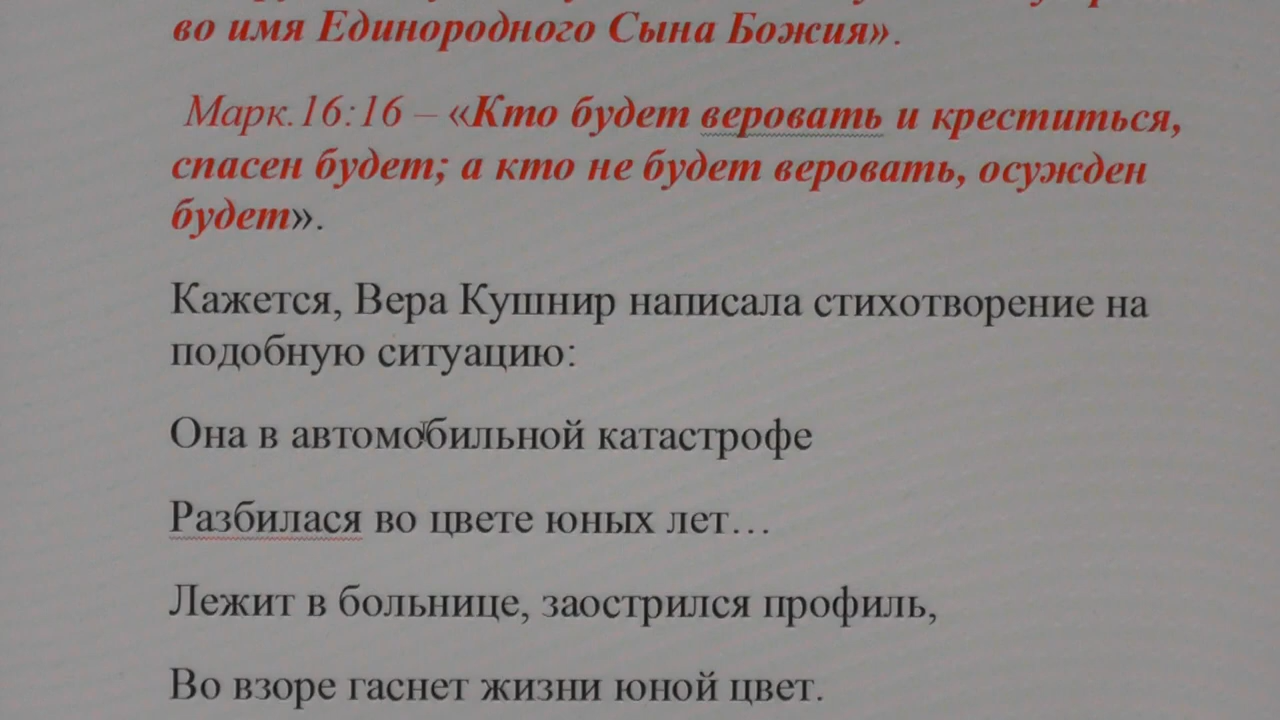 во имя Единородного Сына Божия».
Марк.16:16 – «Кто будет веровать и креститься,
спасен будет; а кто не будет веровать, осужден
будет».
Кажется, Вера Кушнир написала стихотворение на
подобную ситуацию:
Она в автомобильной катастрофе
Разбилася во цвете юных лет…
Лежит в больнице, заострился профиль,
Во взоре гаснет жизни юной цвет.